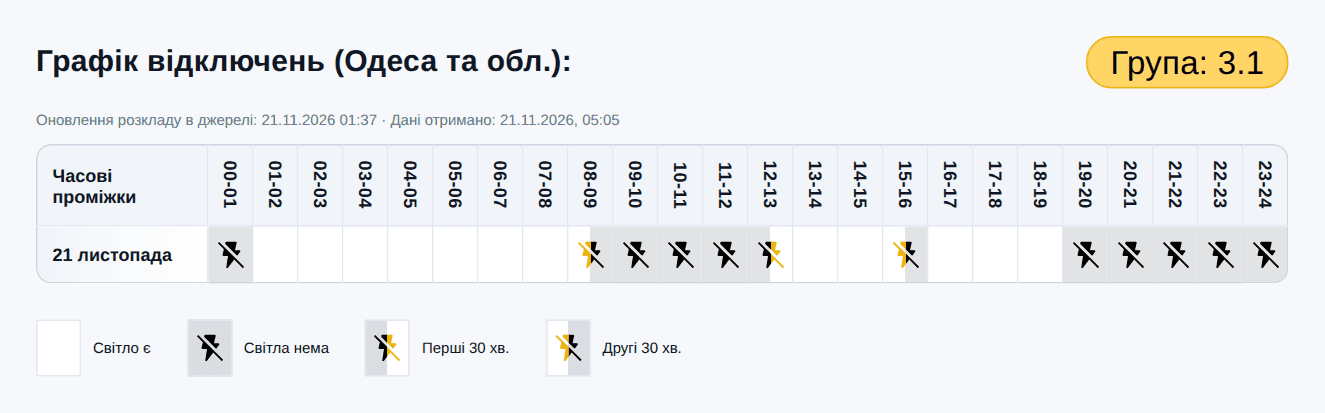 Графік відключень (Одеса та обл.):
Група: 3.1
Оновлення розкладу в джерелі: 21.11.2026 01:37 · Дані отримано: 21.11.2026, 05:05
Часові
проміжки
00-01
01-02
02-03
03-04
04-05
05-06
06-07
07-08
08-09
09-10
10-11
11-12
12-13
13-14
14-15
15-16
16-17
17-18
18-19
19-20
20-21
21-22
22-23
23-24
21 листопада
Світло є
Світла нема
Перші 30 хв.
Другі 30 хв.